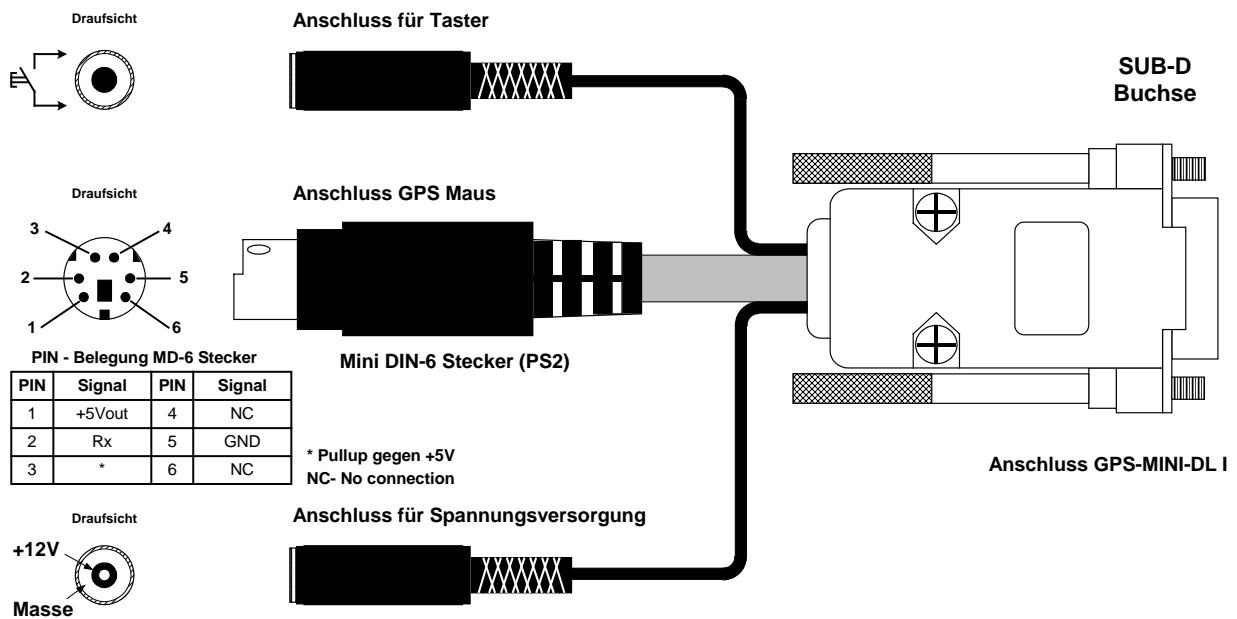 Draufsicht
Anschluss für Taster
SUB-D
Buchse
Draufsicht
Anschluss GPS Maus
3
4
2
5
1
6
PIN - Belegung MD-6 Stecker
Mini DIN-6 Stecker (PS2)
PIN Signal PIN Signal
1 +5Vout 4 NC
2 Rx 5 GND
3 * 6 NC
* Pullup gegen +5V
NC- No connection
Anschluss GPS-MINI-DL I
Draufsicht
Anschluss für Spannungsversorgung
+12V
Masse